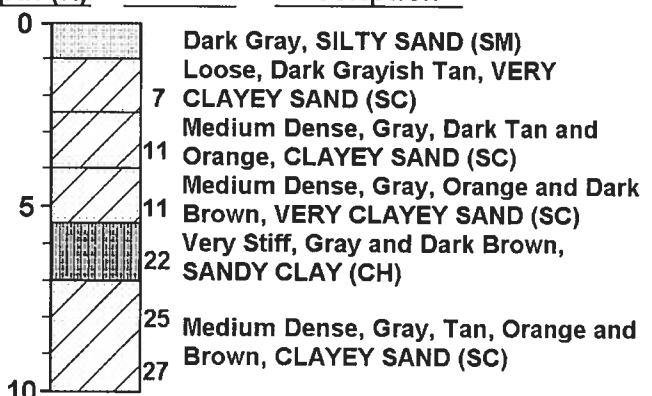 0
Dark Gray, SILTY SAND (SM)
Loose, Dark Grayish Tan, VERY
7 CLAYEY SAND (SC)
Medium Dense, Gray, Dark Tan and
11 Orange, CLAYEY SAND (SC)
Medium Dense, Gray, Orange and Dark
5 11 Brown, VERY CLAYEY SAND (SC)
Very Stiff, Gray and Dark Brown,
22 SANDY CLAY (CH)
25 Medium Dense, Gray, Tan, Orange and
Brown, CLAYEY SAND (SC)
27
10